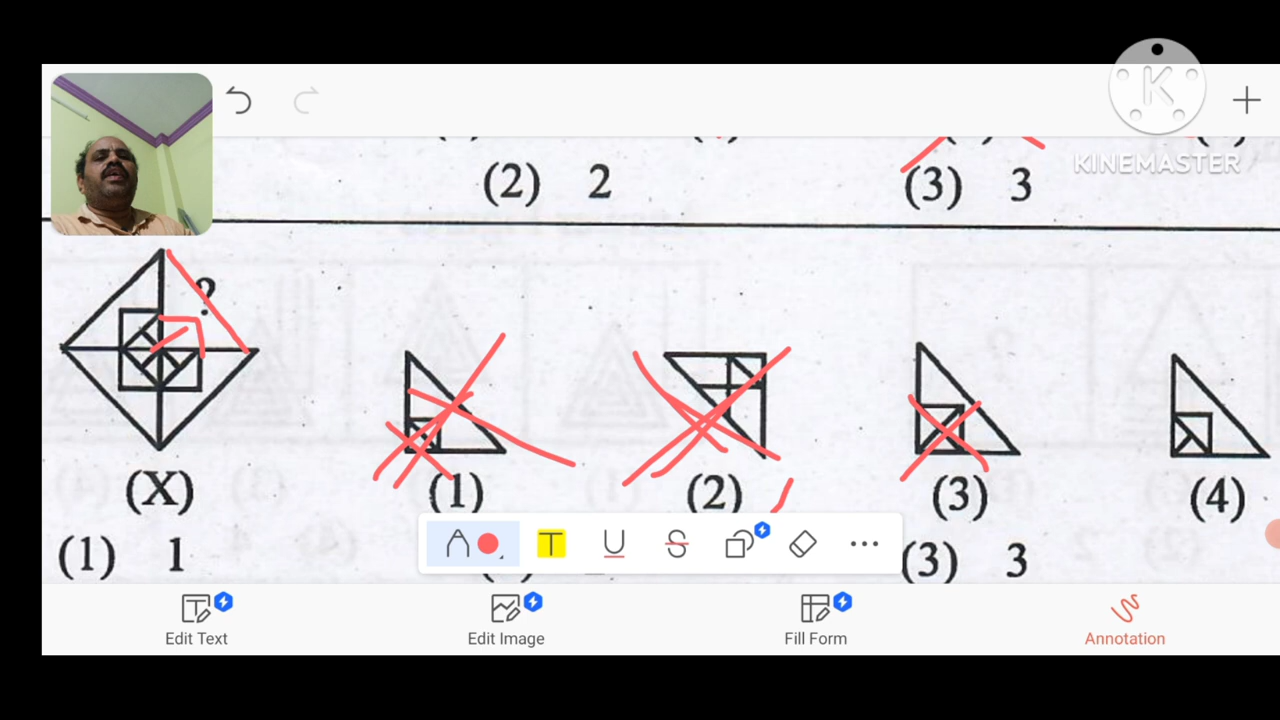 K
KINEMASTER
(2) 2 (3) 3
?
(X) (1) (2) (3) (4)
(1) 1 (3) 3
T U S
Edit Text Edit Image Fill Form Annotation